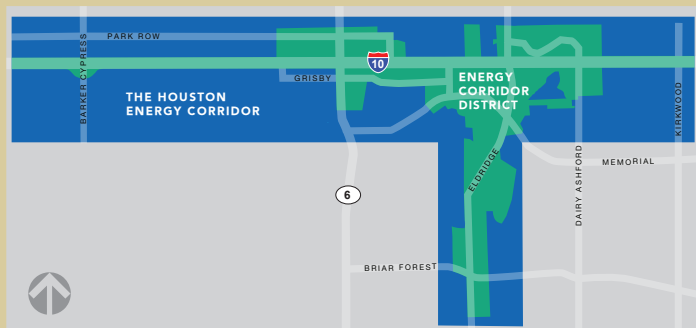 PARK ROW
BARKER CYPRESS
10
GRISBY
ENERGY
CORRIDOR
DISTRICT
THE HOUSTON
ENERGY CORRIDOR
KIRKWOOD
ELDRIDGE
DAIRY ASHFORD
MEMORIAL
6
BRIAR FOREST